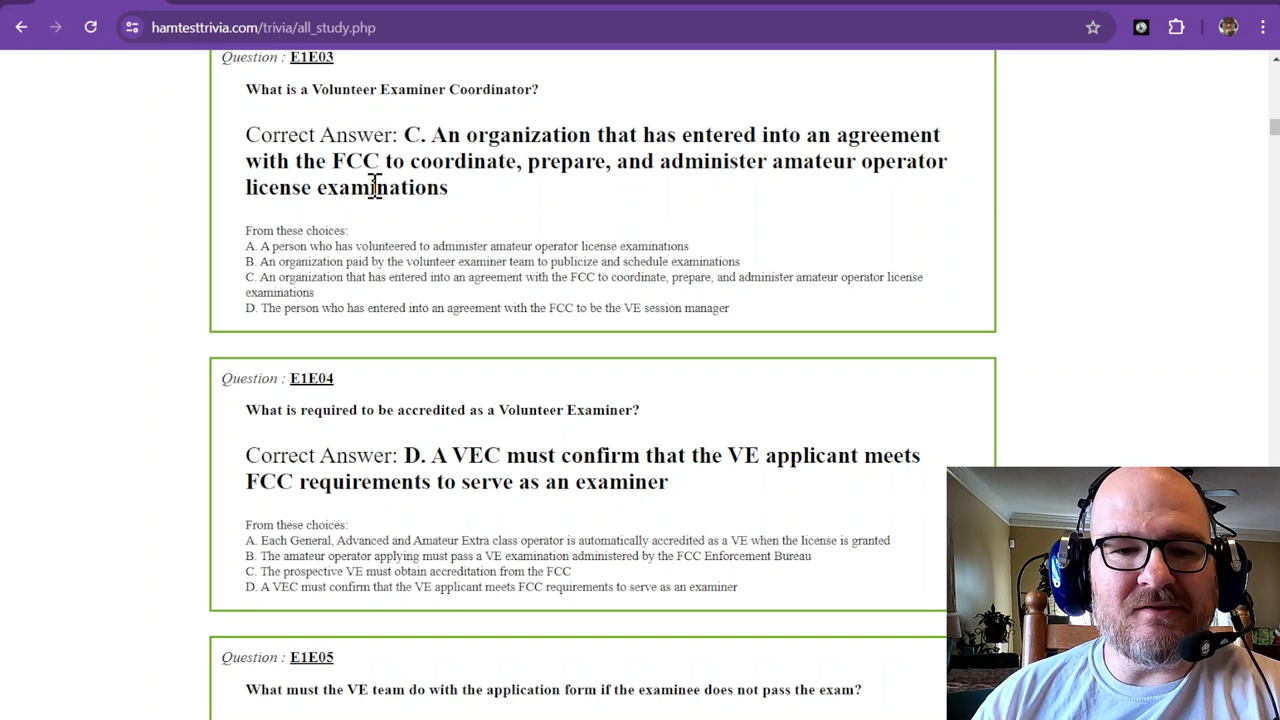 hamtesttrivia.com/trivia/all_study.php
Question : E1E03
What is a Volunteer Examiner Coordinator?
Correct Answer: C. An organization that has entered into an agreement
with the FCC to coordinate, prepare, and administer amateur operator
license examinations
From these choices:
A. A person who has volunteered to administer amateur operator license examinations
B. An organization paid by the volunteer examiner team to publicize and schedule examinations
C. An organization that has entered into an agreement with the FCC to coordinate, prepare, and administer amateur operator license
examinations
D. The person who has entered into an agreement with the FCC to be the VE session manager
Question : E1E04
What is required to be accredited as a Volunteer Examiner?
Correct Answer: D. A VEC must confirm that the VE applicant meets
FCC requirements to serve as an examiner
From these choices:
A. Each General, Advanced and Amateur Extra class operator is automatically accredited as a VE when the license is granted
B. The amateur operator applying must pass a VE examination administered by the FCC Enforcement Bureau
C. The prospective VE must obtain accreditation from the FCC
D. A VEC must confirm that the VE applicant meets FCC requirements to serve as an examiner
Question : E1E05
What must the VE team do with the application form if the examinee does not pass the exam?